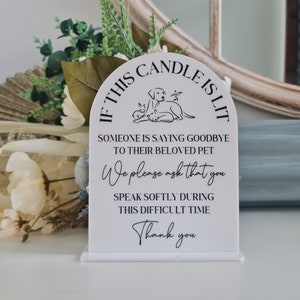 IF THIS CANDLE IS LIT
SOMEONE IS SAYING GOODBYE
TO THEIR BELOVED PET
We please ask that you
SPEAK SOFTLY DURING
THIS DIFFICULT TIME
Thank you